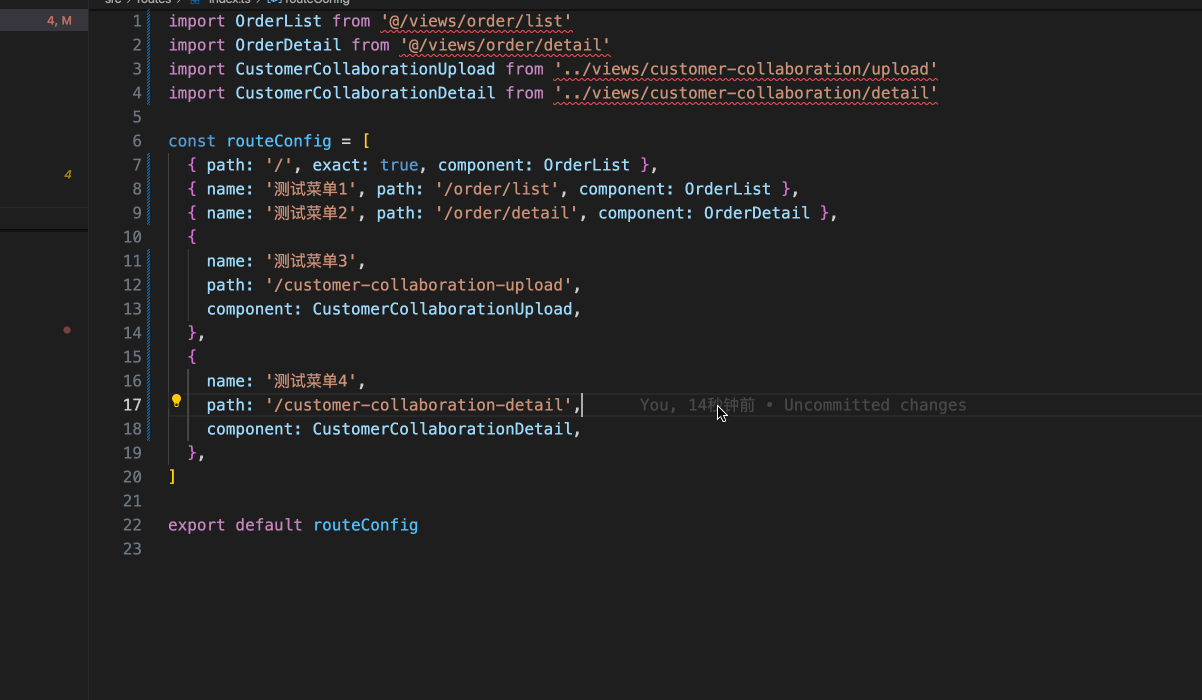 src > routes > index.ts > routeConfig
4, M
1 import OrderList from '@/views/order/list'
2 import OrderDetail from '@/views/order/detail'
3 import CustomerCollaborationUpload from '../views/customer-collaboration/upload'
4 import CustomerCollaborationDetail from '../views/customer-collaboration/detail'
5
6 const routeConfig = [
4
7 { path: '/', exact: true, component: OrderList },
8 { name: '测试菜单1', path: '/order/list', component: OrderList },
9 { name: '测试菜单2', path: '/order/detail', component: OrderDetail },
10 {
11 name: '测试菜单3',
12 path: '/customer-collaboration-upload',
13 component: CustomerCollaborationUpload,
14 },
15 {
16 name: '测试菜单4',
17 path: '/customer-collaboration-detail', You, 14秒钟前 • Uncommitted changes
18 component: CustomerCollaborationDetail,
19 },
20 ]
21
22 export default routeConfig
23